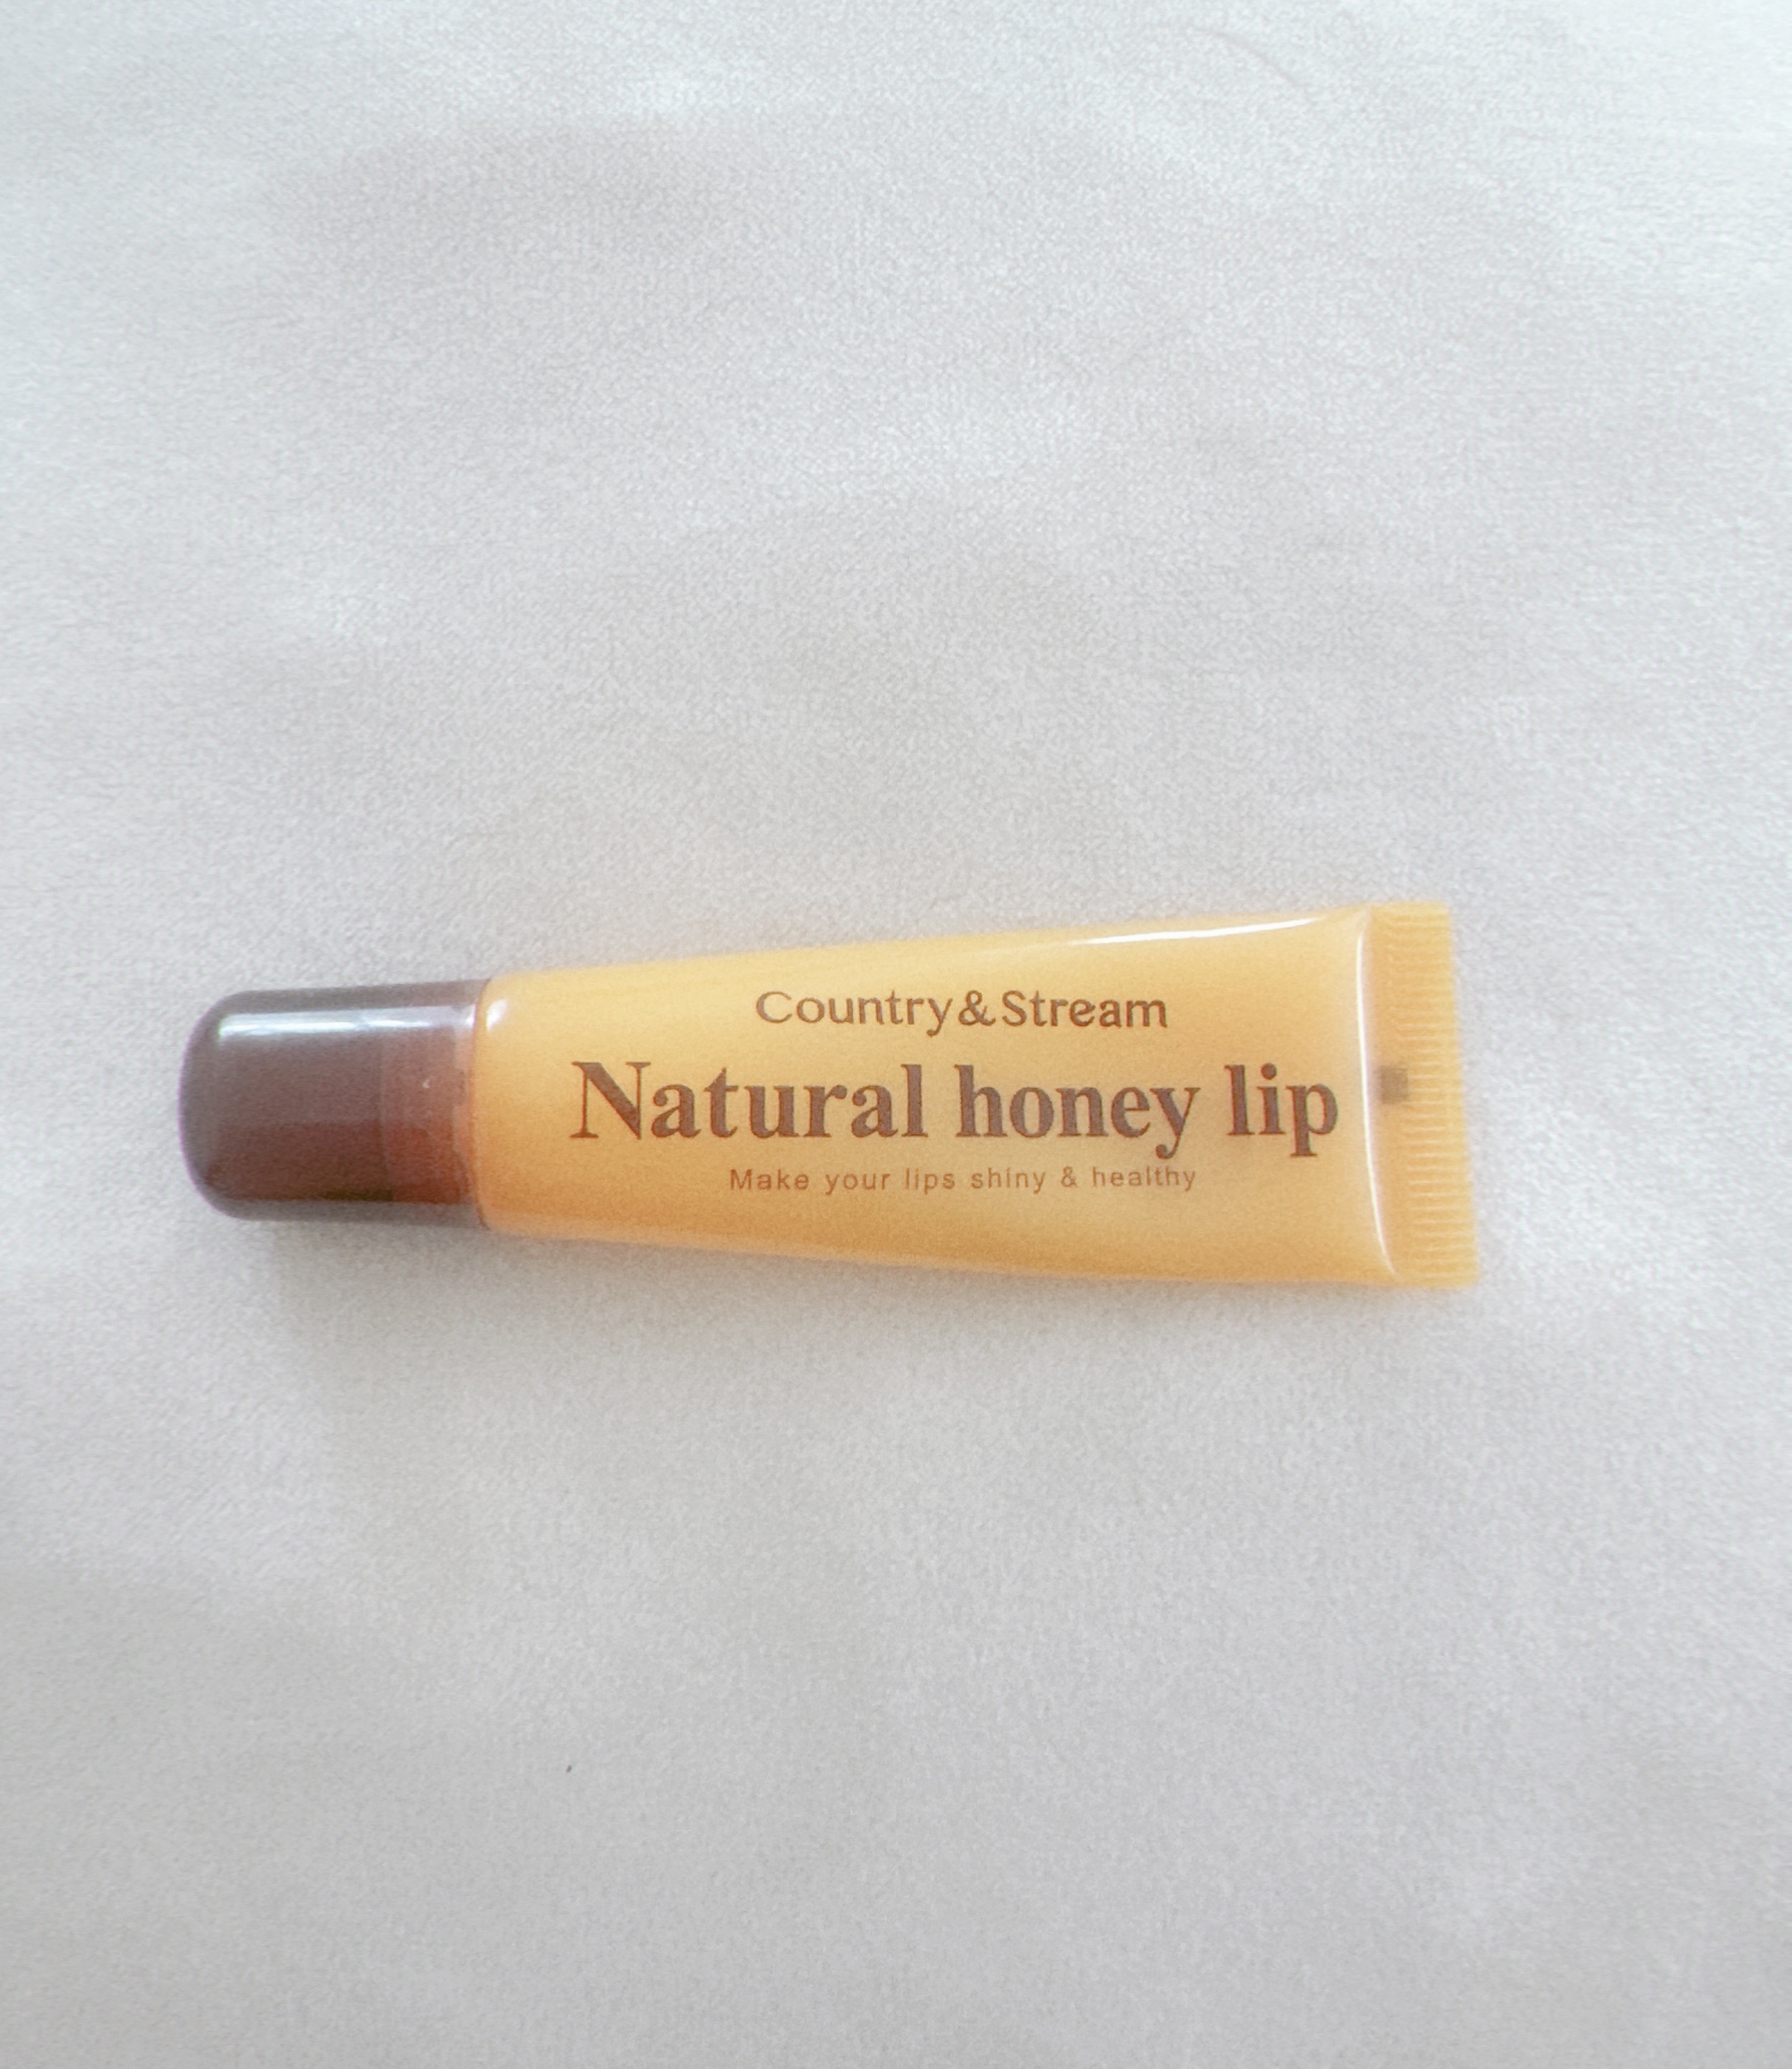 Country&Stream
Natural honey lip
Make your lips shiny & healthy